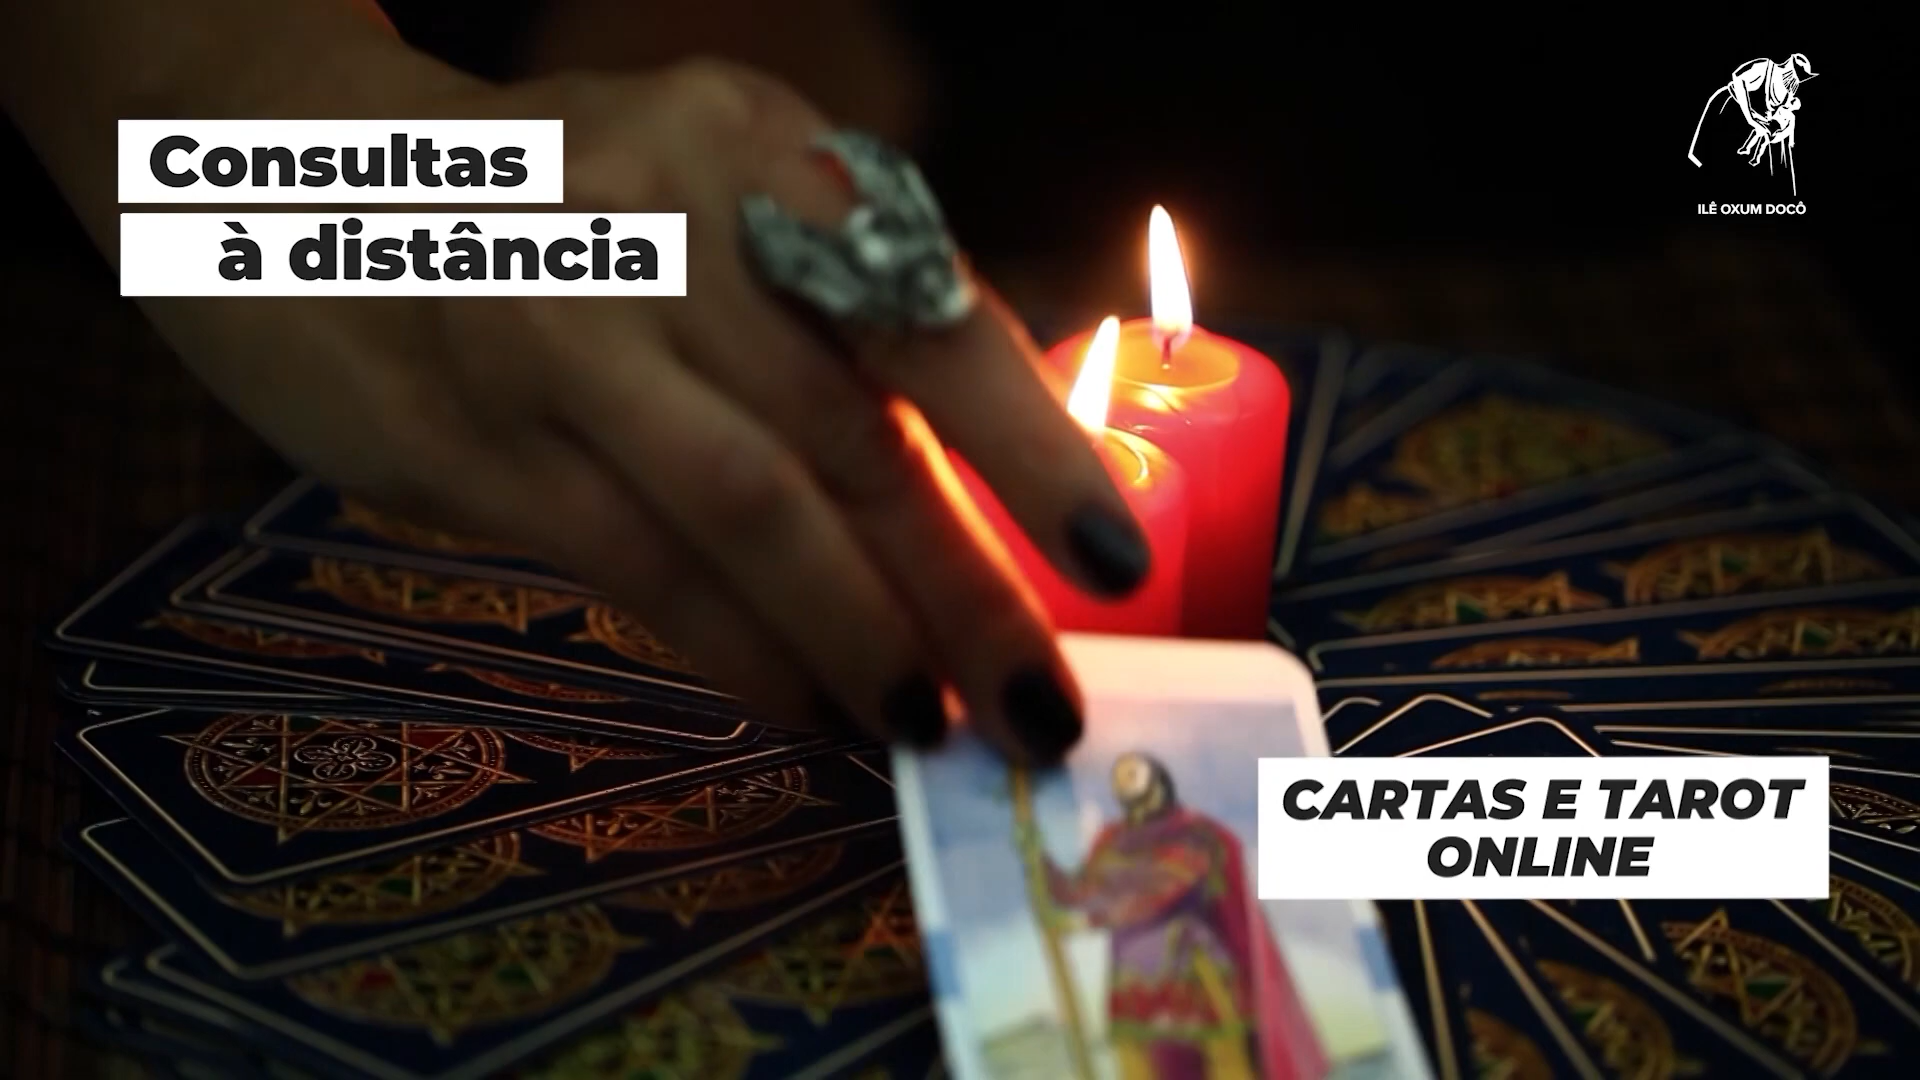 Consultas
à distância
ILÊ OXUM DOCÔ
CARTAS E TAROT
ONLINE